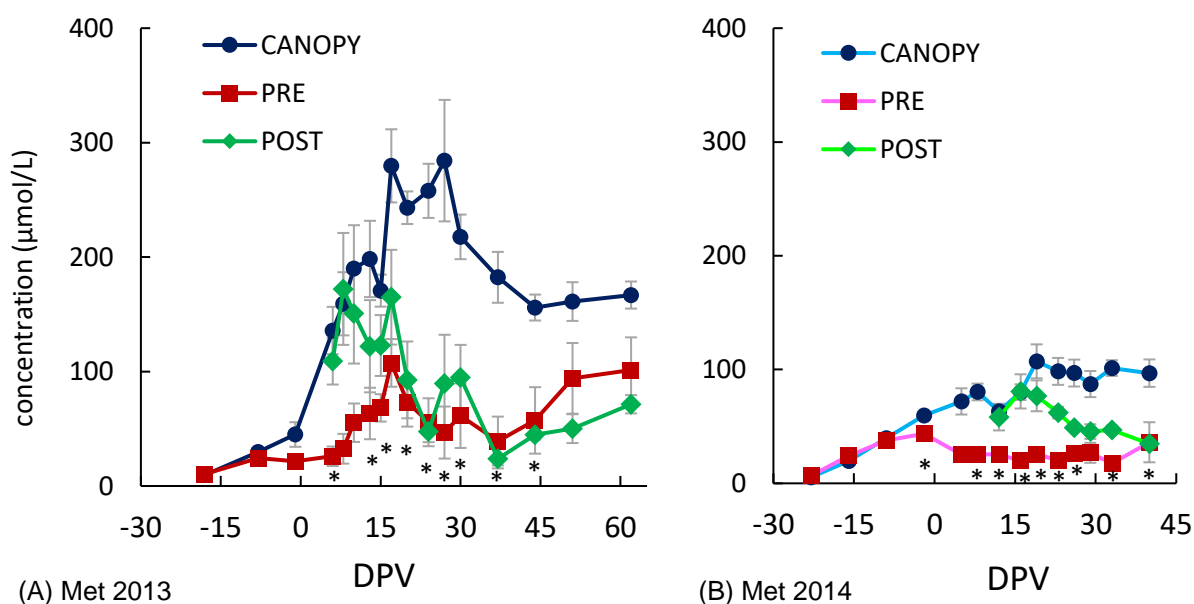 concentration (µmol/L)
400
300
200
100
0
CANOPY
PRE
POST
* * * * * * * * *
-30 -15 0 15 30 45 60
DPV
(A) Met 2013
400
300
200
100
0
CANOPY
PRE
POST
* * * * * * * * *
-30 -15 0 15 30 45
DPV
(B) Met 2014